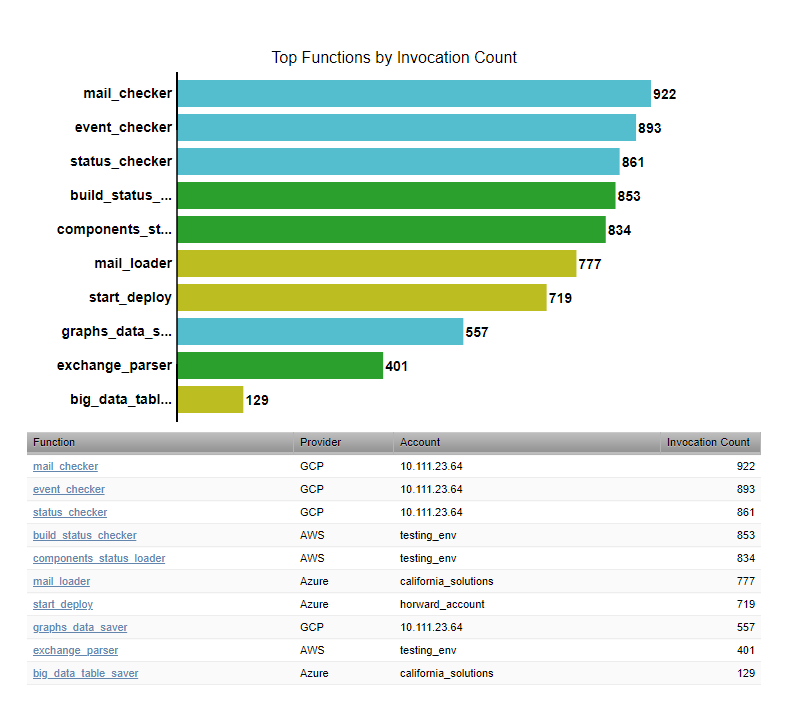 Top Functions by Invocation Count
mail_checker 922
event_checker 893
status_checker 861
build_status_... 853
components_st... 834
mail_loader 777
start_deploy 719
graphs_data_s... 557
exchange_parser 401
big_data_tabl... 129
Function Provider Account Invocation Count
mail_checker GCP 10.111.23.64 922
event_checker GCP 10.111.23.64 893
status_checker GCP 10.111.23.64 861
build_status_checker AWS testing_env 853
components_status_loader AWS testing_env 834
mail_loader Azure california_solutions 777
start_deploy Azure horward_account 719
graphs_data_saver GCP 10.111.23.64 557
exchange_parser AWS testing_env 401
big_data_table_saver Azure california_solutions 129